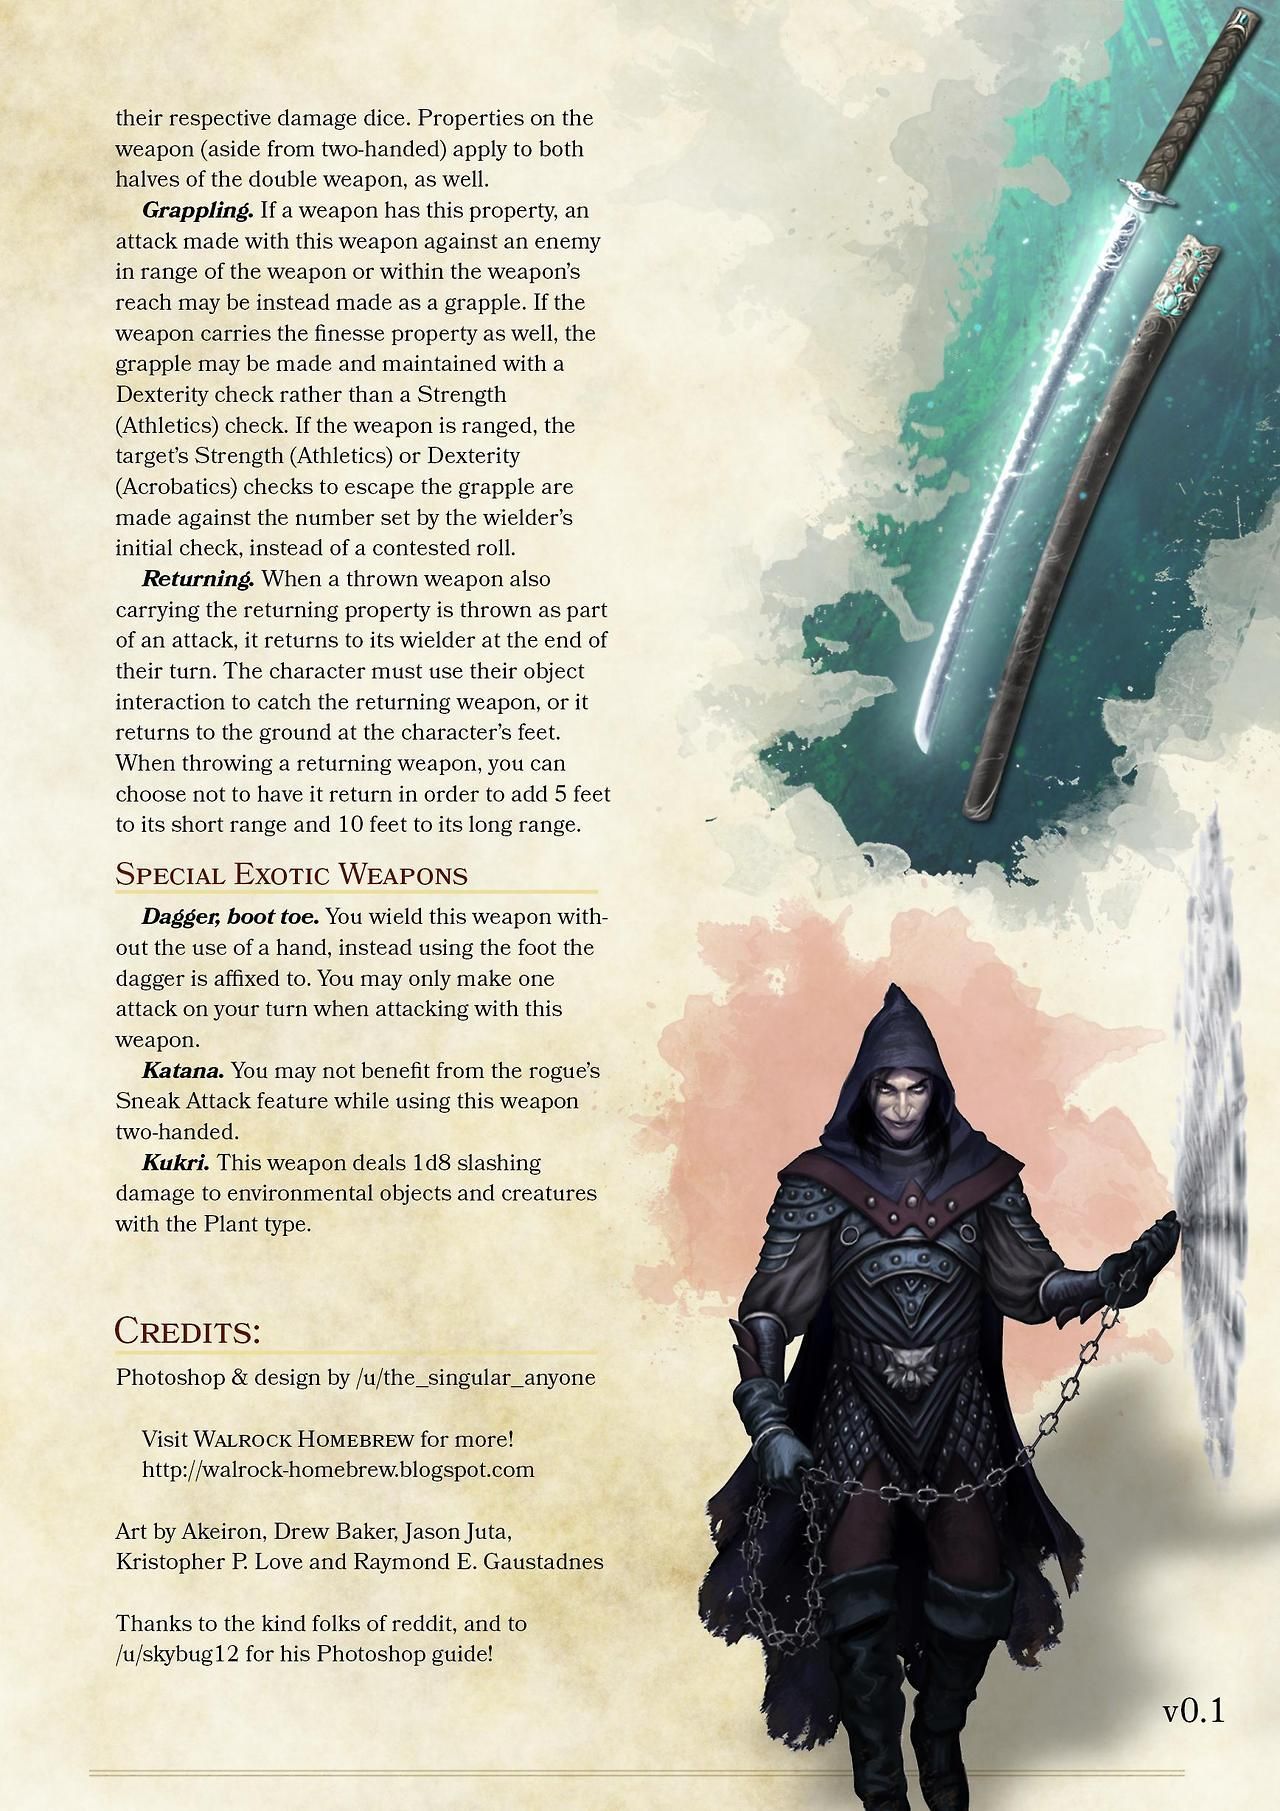 their respective damage dice. Properties on the
weapon (aside from two-handed) apply to both
halves of the double weapon, as well.
Grappling. If a weapon has this property, an
attack made with this weapon against an enemy
in range of the weapon or within the weapon's
reach may be instead made as a grapple. If the
weapon carries the finesse property as well, the
grapple may be made and maintained with a
Dexterity check rather than a Strength
(Athletics) check. If the weapon is ranged, the
target's Strength (Athletics) or Dexterity
(Acrobatics) checks to escape the grapple are
made against the number set by the wielder's
initial check, instead of a contested roll.
Returning. When a thrown weapon also
carrying the returning property is thrown as part
of an attack, it returns to its wielder at the end of
their turn. The character must use their object
interaction to catch the returning weapon, or it
returns to the ground at the character's feet.
When throwing a returning weapon, you can
choose not to have it return in order to add 5 feet
to its short range and 10 feet to its long range.
Special Exotic Weapons
Dagger, boot toe. You wield this weapon with-
out the use of a hand, instead using the foot the
dagger is affixed to. You may only make one
attack on your turn when attacking with this
weapon.
Katana. You may not benefit from the rogue's
Sneak Attack feature while using this weapon
two-handed.
Kukri. This weapon deals 1d8 slashing
damage to environmental objects and creatures
with the Plant type.
Credits:
Photoshop & design by /u/the_singular_anyone
Visit Walrock Homebrew for more!
http://walrock-homebrew.blogspot.com
Art by Akeiron, Drew Baker, Jason Juta,
Kristopher P. Love and Raymond E. Gaustadnes
Thanks to the kind folks of reddit, and to
/u/skybug12 for his Photoshop guide!
v0.1